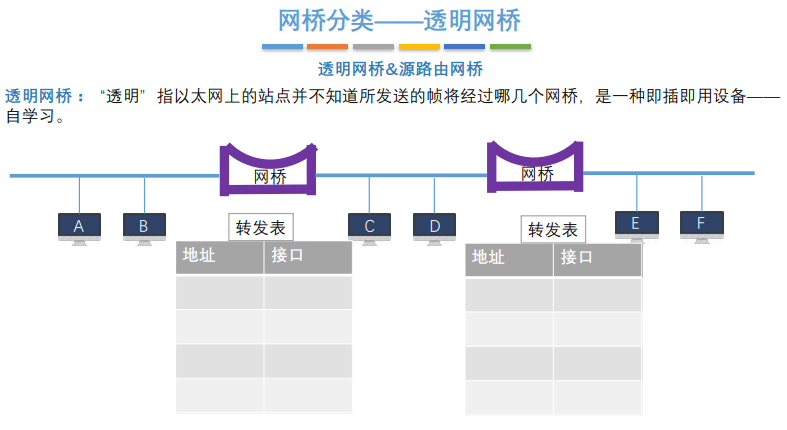 网桥分类——透明网桥
透明网桥&源路由网桥
透明网桥：“透明”指以太网上的站点并不知道所发送的帧将经过哪几个网桥，是一种即插即用设备——
自学习。
网桥
网桥
A
B
转发表
C
D
转发表
E
F
地址 接口
地址 接口